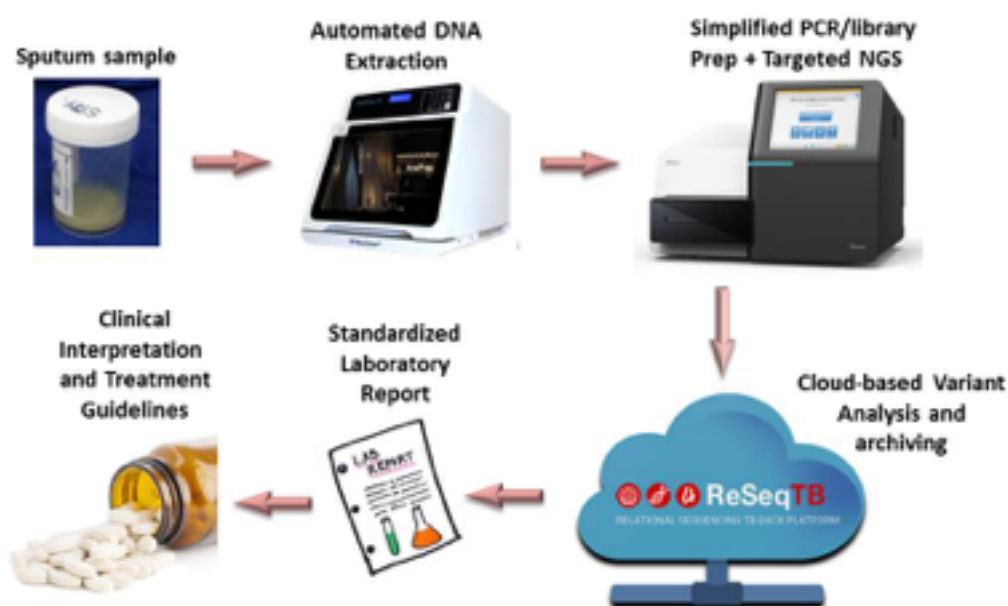 Sputum sample
Automated DNA
Extraction
Simplified PCR/library
Prep + Targeted NGS
Cloud-based Variant
Analysis and
archiving
ReSeqTB
RELATIONAL SEQUENCING TB DATA PLATFORM
Standardized
Laboratory
Report
LAB
REPORT
Clinical
Interpretation
and Treatment
Guidelines